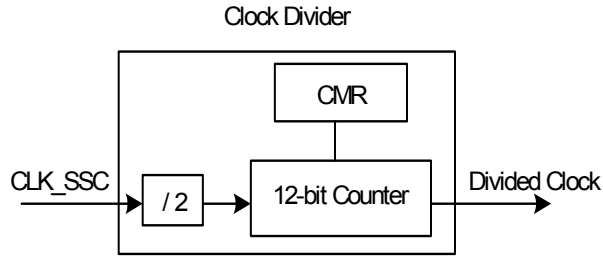 Clock Divider
CMR
CLK_SSC
/ 2
12-bit Counter
Divided Clock